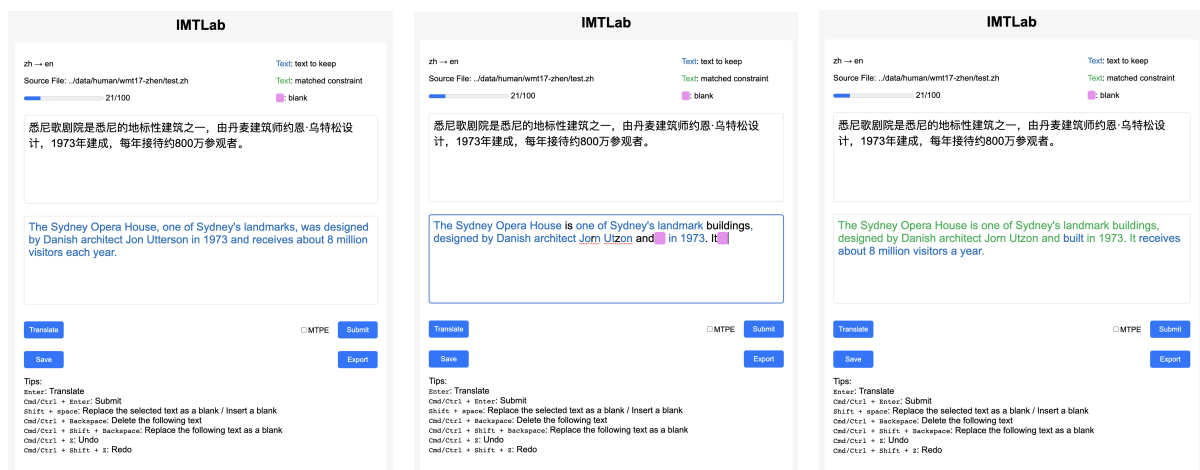 IMTLab
zh → en
Text: text to keep
Source File: ../data/human/wmt17-zhen/test.zh
Text: matched constraint
21/100
: blank
悉尼歌剧院是悉尼的地标性建筑之一，由丹麦建筑师约恩·乌特松设
计，1973年建成，每年接待约800万参观者。
The Sydney Opera House, one of Sydney's landmarks, was designed
by Danish architect Jon Utterson in 1973 and receives about 8 million
visitors each year.
Translate
MTPE
Submit
Save
Export
Tips:
Enter: Translate
Cmd/Ctrl + Enter: Submit
Shift + space: Replace the selected text as a blank / Insert a blank
Cmd/Ctrl + Backspace: Delete the following text
Cmd/Ctrl + Shift + Backspace: Replace the following text as a blank
Cmd/Ctrl + Z: Undo
Cmd/Ctrl + Shift + Z: Redo
IMTLab
zh → en
Text: text to keep
Source File: ../data/human/wmt17-zhen/test.zh
Text: matched constraint
21/100
: blank
悉尼歌剧院是悉尼的地标性建筑之一，由丹麦建筑师约恩·乌特松设
计，1973年建成，每年接待约800万参观者。
The Sydney Opera House is one of Sydney's landmark buildings,
designed by Danish architect Jorn Utzon and in 1973. It
Translate
MTPE
Submit
Save
Export
Tips:
Enter: Translate
Cmd/Ctrl + Enter: Submit
Shift + space: Replace the selected text as a blank / Insert a blank
Cmd/Ctrl + Backspace: Delete the following text
Cmd/Ctrl + Shift + Backspace: Replace the following text as a blank
Cmd/Ctrl + Z: Undo
Cmd/Ctrl + Shift + Z: Redo
IMTLab
zh → en
Text: text to keep
Source File: ../data/human/wmt17-zhen/test.zh
Text: matched constraint
21/100
: blank
悉尼歌剧院是悉尼的地标性建筑之一，由丹麦建筑师约恩·乌特松设
计，1973年建成，每年接待约800万参观者。
The Sydney Opera House is one of Sydney's landmark buildings,
designed by Danish architect Jorn Utzon and built in 1973. It receives
about 8 million visitors a year.
Translate
MTPE
Submit
Save
Export
Tips:
Enter: Translate
Cmd/Ctrl + Enter: Submit
Shift + space: Replace the selected text as a blank / Insert a blank
Cmd/Ctrl + Backspace: Delete the following text
Cmd/Ctrl + Shift + Backspace: Replace the following text as a blank
Cmd/Ctrl + Z: Undo
Cmd/Ctrl + Shift + Z: Redo